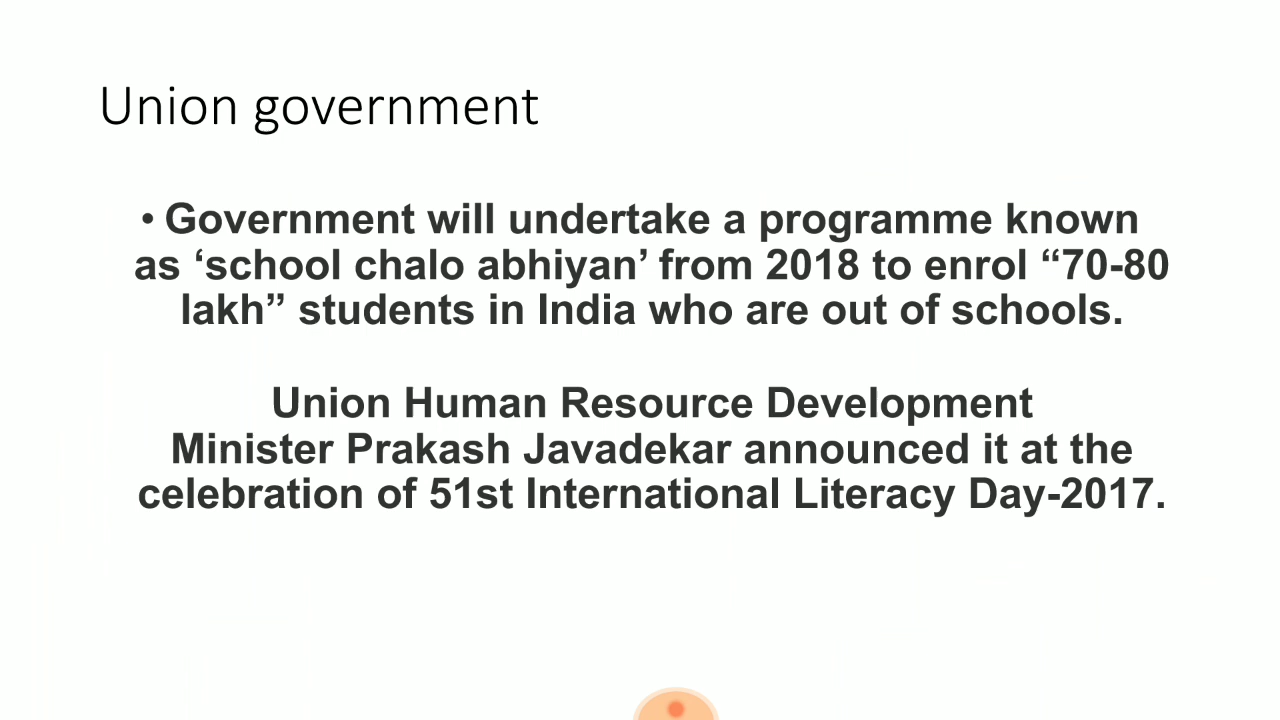 Union government
• Government will undertake a programme known
as ‘school chalo abhiyan’ from 2018 to enrol “70-80
lakh” students in India who are out of schools.
Union Human Resource Development
Minister Prakash Javadekar announced it at the
celebration of 51st International Literacy Day-2017.